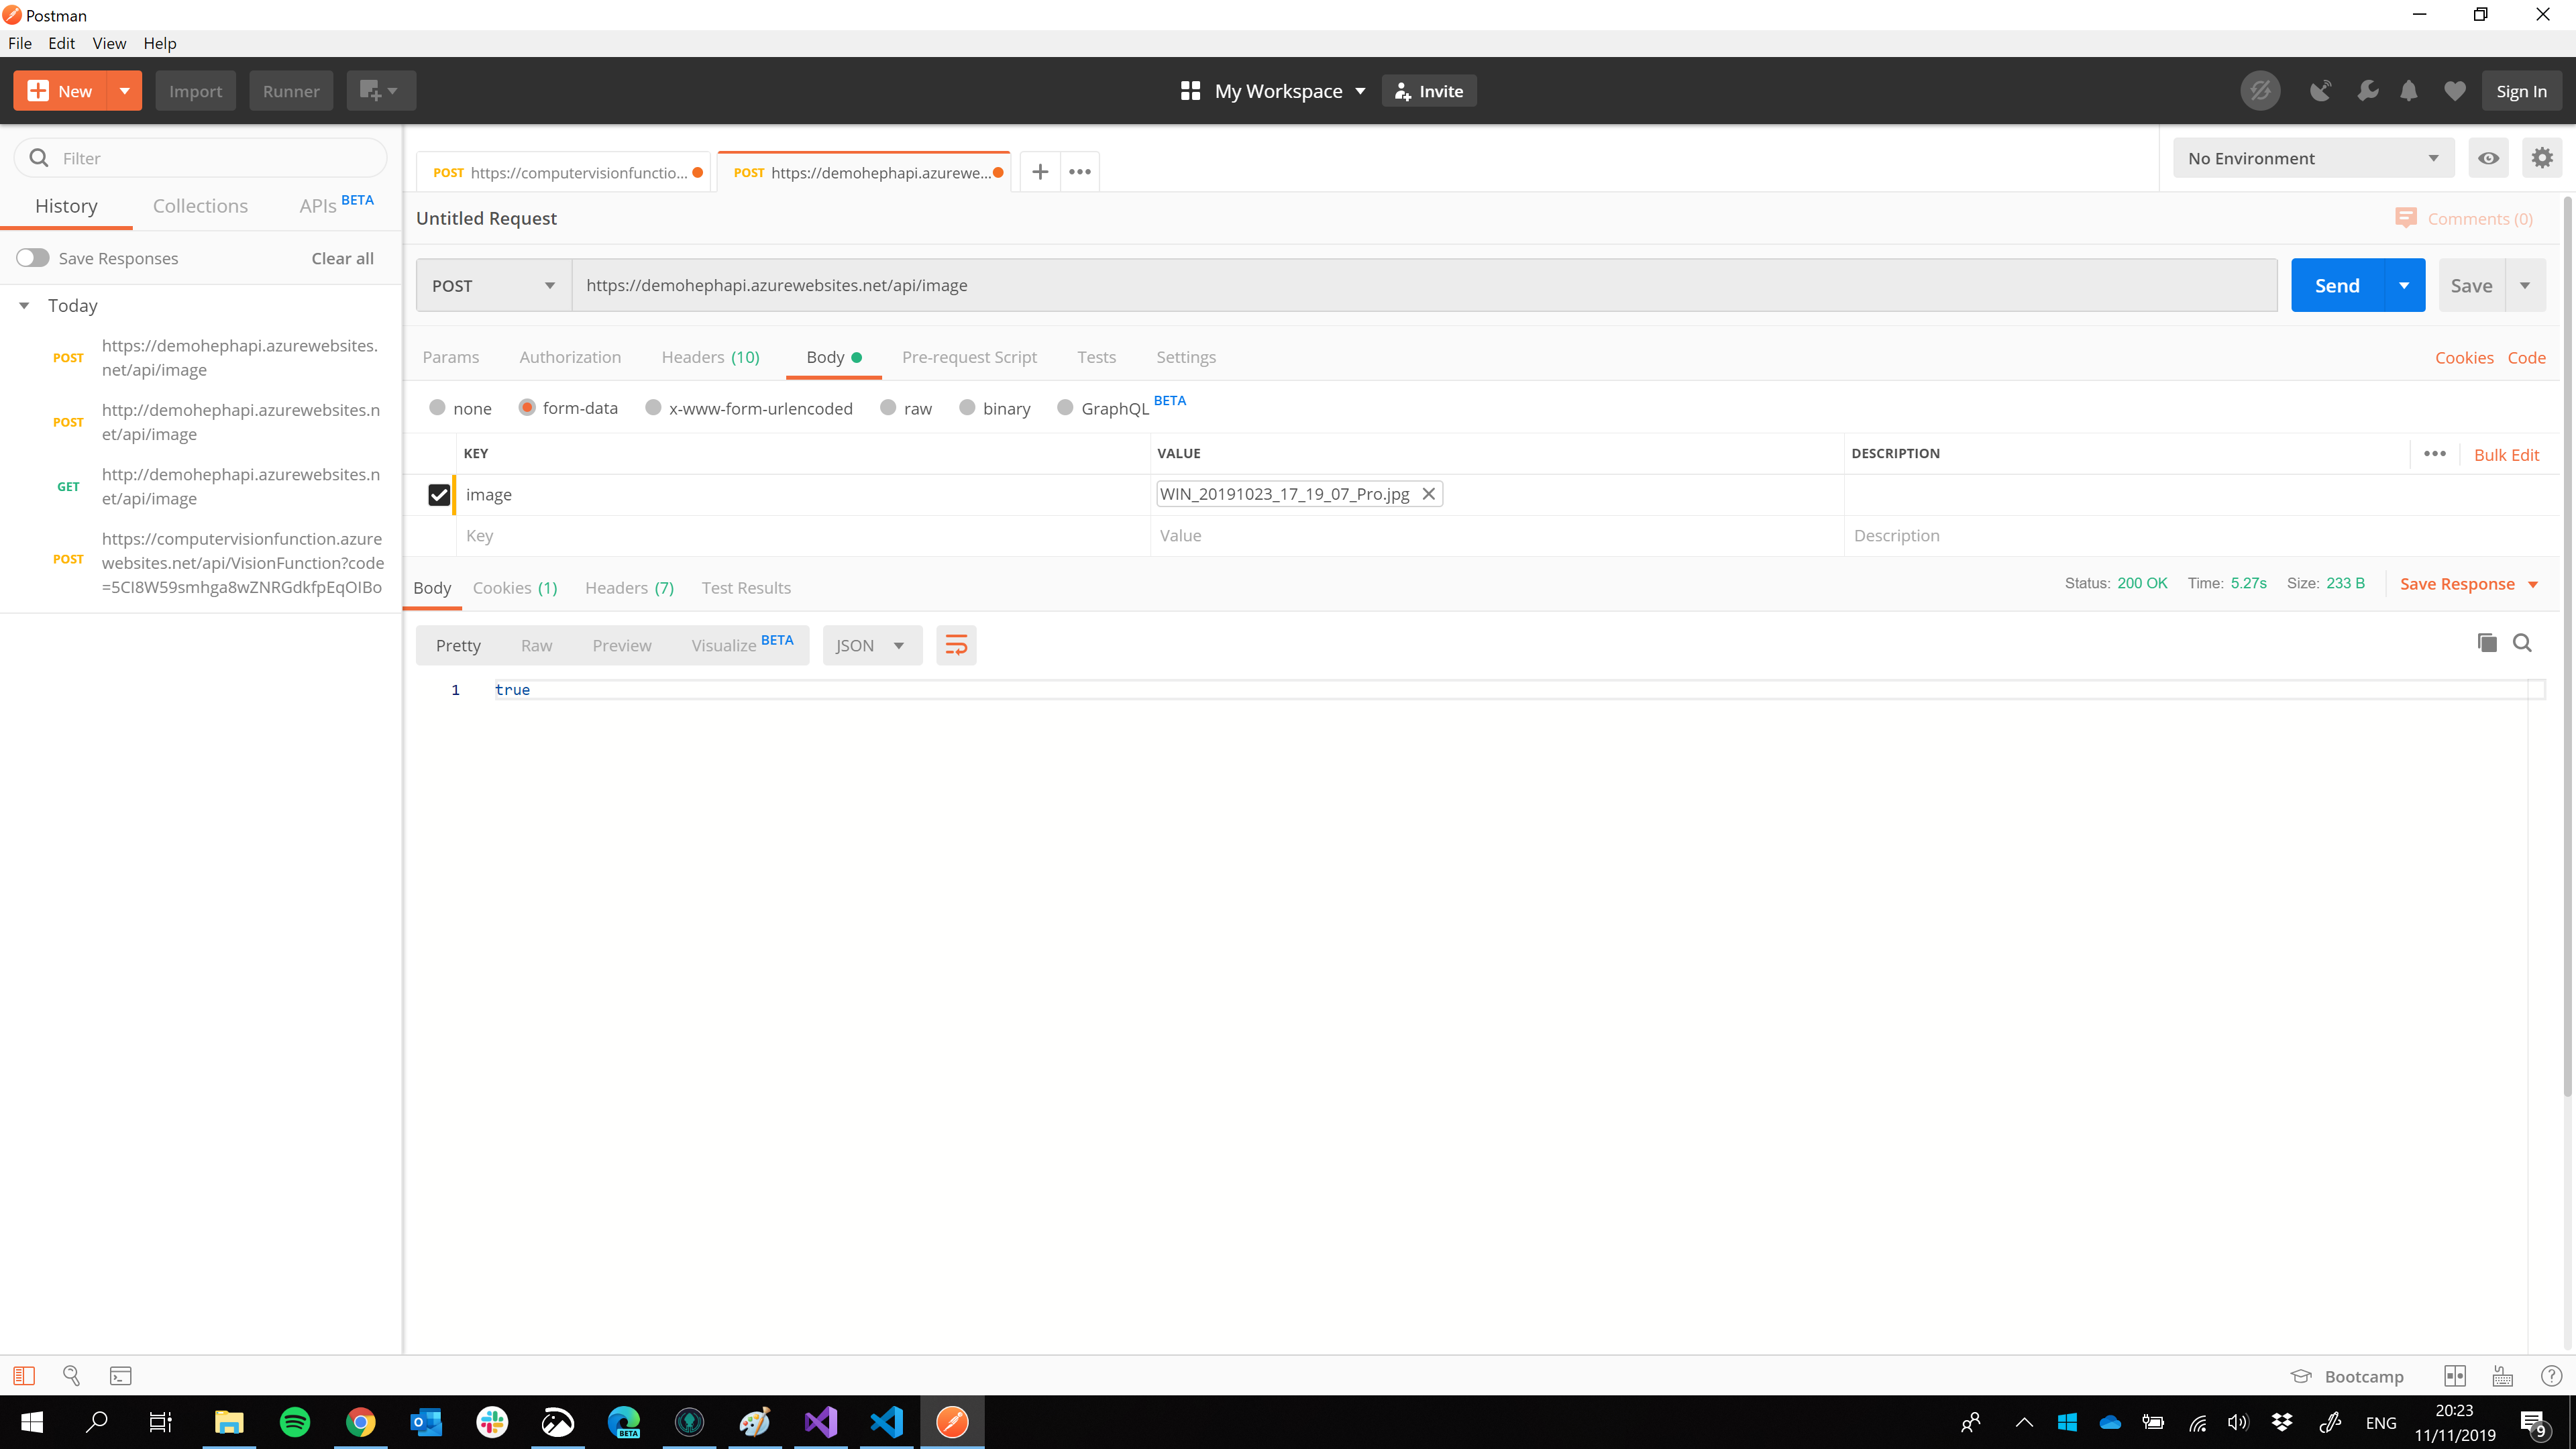 Postman
File Edit View Help
New Import Runner My Workspace Invite Sign In
Filter
History Collections APIs BETA
Save Responses Clear all
Today
POST https://demohephapi.azurewebsites.
net/api/image
POST http://demohephapi.azurewebsites.n
et/api/image
GET http://demohephapi.azurewebsites.n
et/api/image
POST https://computervisionfunction.azure
websites.net/api/VisionFunction?code
=5CI8W59smhga8wZNRGdkfpEqOIBo
POST https://computervisionfunctio... POST https://demohephapi.azurewe... No Environment
Untitled Request Comments (0)
POST https://demohephapi.azurewebsites.net/api/image Send Save
Params Authorization Headers (10) Body Pre-request Script Tests Settings Cookies Code
none form-data x-www-form-urlencoded raw binary GraphQL BETA
KEY VALUE DESCRIPTION Bulk Edit
image WIN_20191023_17_19_07_Pro.jpg
Key Value Description
Body Cookies (1) Headers (7) Test Results Status: 200 OK Time: 5.27s Size: 233 B Save Response
Pretty Raw Preview Visualize BETA JSON
1 true
Bootcamp
BETA ENG 20:23
11/11/2019 9